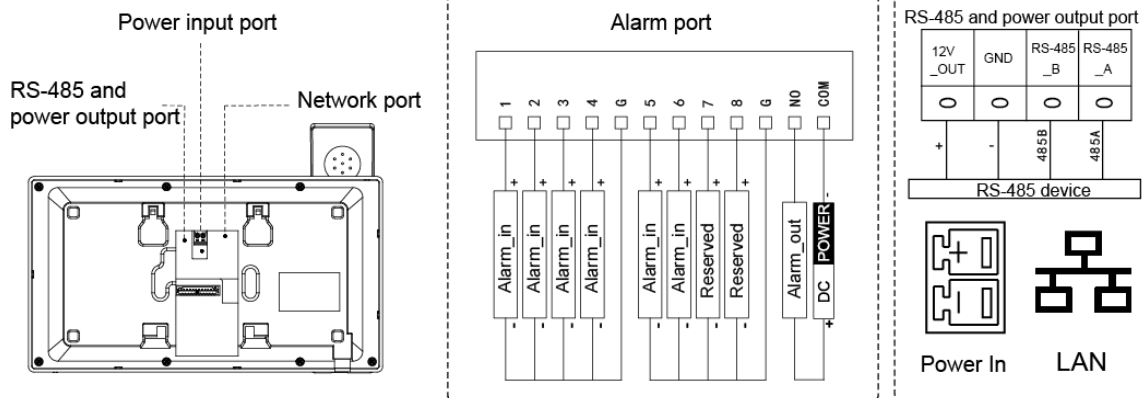 Power input port
RS-485 and
power output port
Network port
Alarm port
1 2 3 4 G 5 6 7 8 G NO COM
+ + + + + + + + + -
Alarm_in Alarm_in Alarm_in Alarm_in Alarm_in Alarm_in Reserved Reserved Alarm_out DC POWER
- - - - - - - - - +
RS-485 and power output port
12V
_OUT
GND
RS-485
_B
RS-485
_A
+ - 485B 485A
RS-485 device
+
-
Power In
LAN